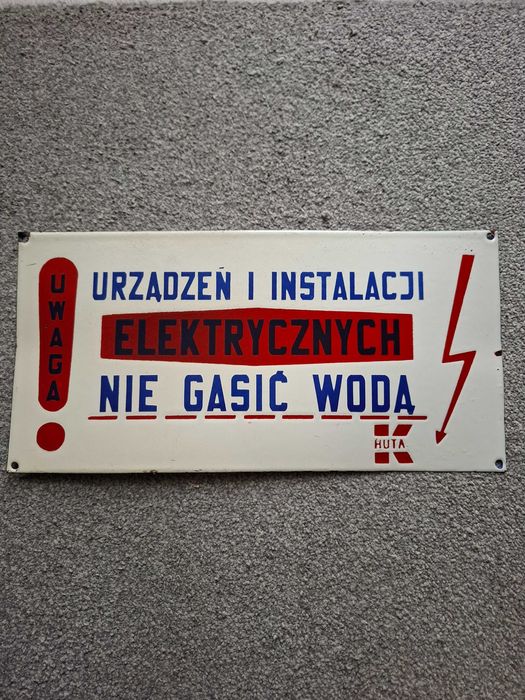 UWAGA
URZĄDZEŃ I INSTALACJI
ELEKTRYCZNYCH
NIE GASIĆ WODĄ
HUTA
K